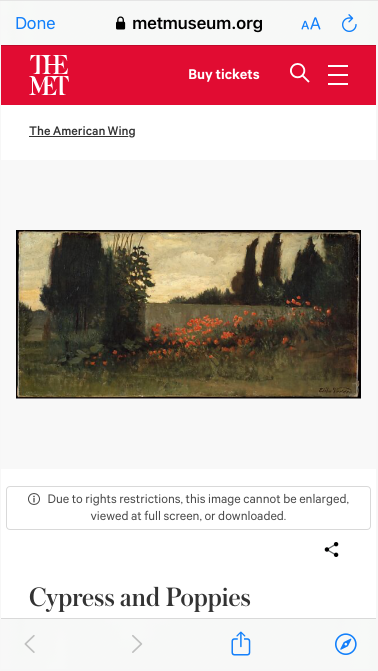 Done
metmuseum.org
AA
THE
MET
Buy tickets
The American Wing
Due to rights restrictions, this image cannot be enlarged,
viewed at full screen, or downloaded.
Cypress and Poppies